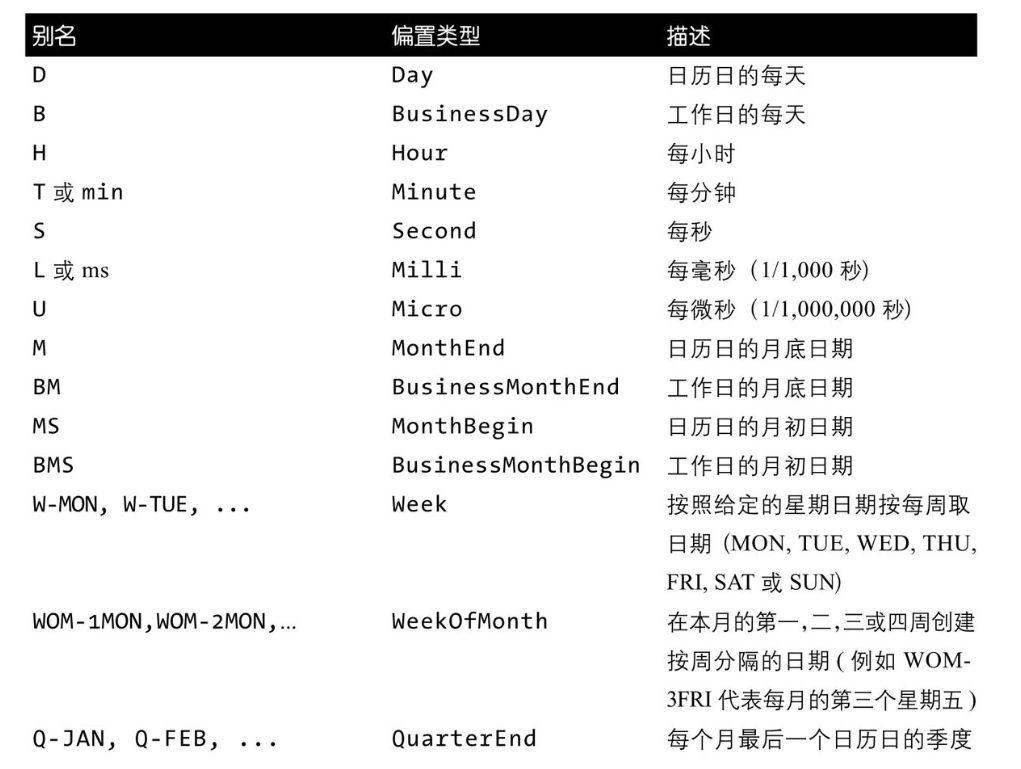 别名 偏置类型 描述
D Day 日历日的每天
B BusinessDay 工作日的每天
H Hour 每小时
T 或 min Minute 每分钟
S Second 每秒
L 或 ms Milli 每毫秒（1/1,000 秒）
U Micro 每微秒（1/1,000,000 秒）
M MonthEnd 日历日的月底日期
BM BusinessMonthEnd 工作日的月底日期
MS MonthBegin 日历日的月初日期
BMS BusinessMonthBegin 工作日的月初日期
W-MON, W-TUE, ... Week 按照给定的星期日期按每周取
日期（MON, TUE, WED, THU,
FRI, SAT 或 SUN）
WOM-1MON,WOM-2MON,… WeekOfMonth 在本月的第一,二,三或四周创建
按周分隔的日期 ( 例如 WOM-
3FRI 代表每月的第三个星期五 )
Q-JAN, Q-FEB, ... QuarterEnd 每个月最后一个日历日的季度